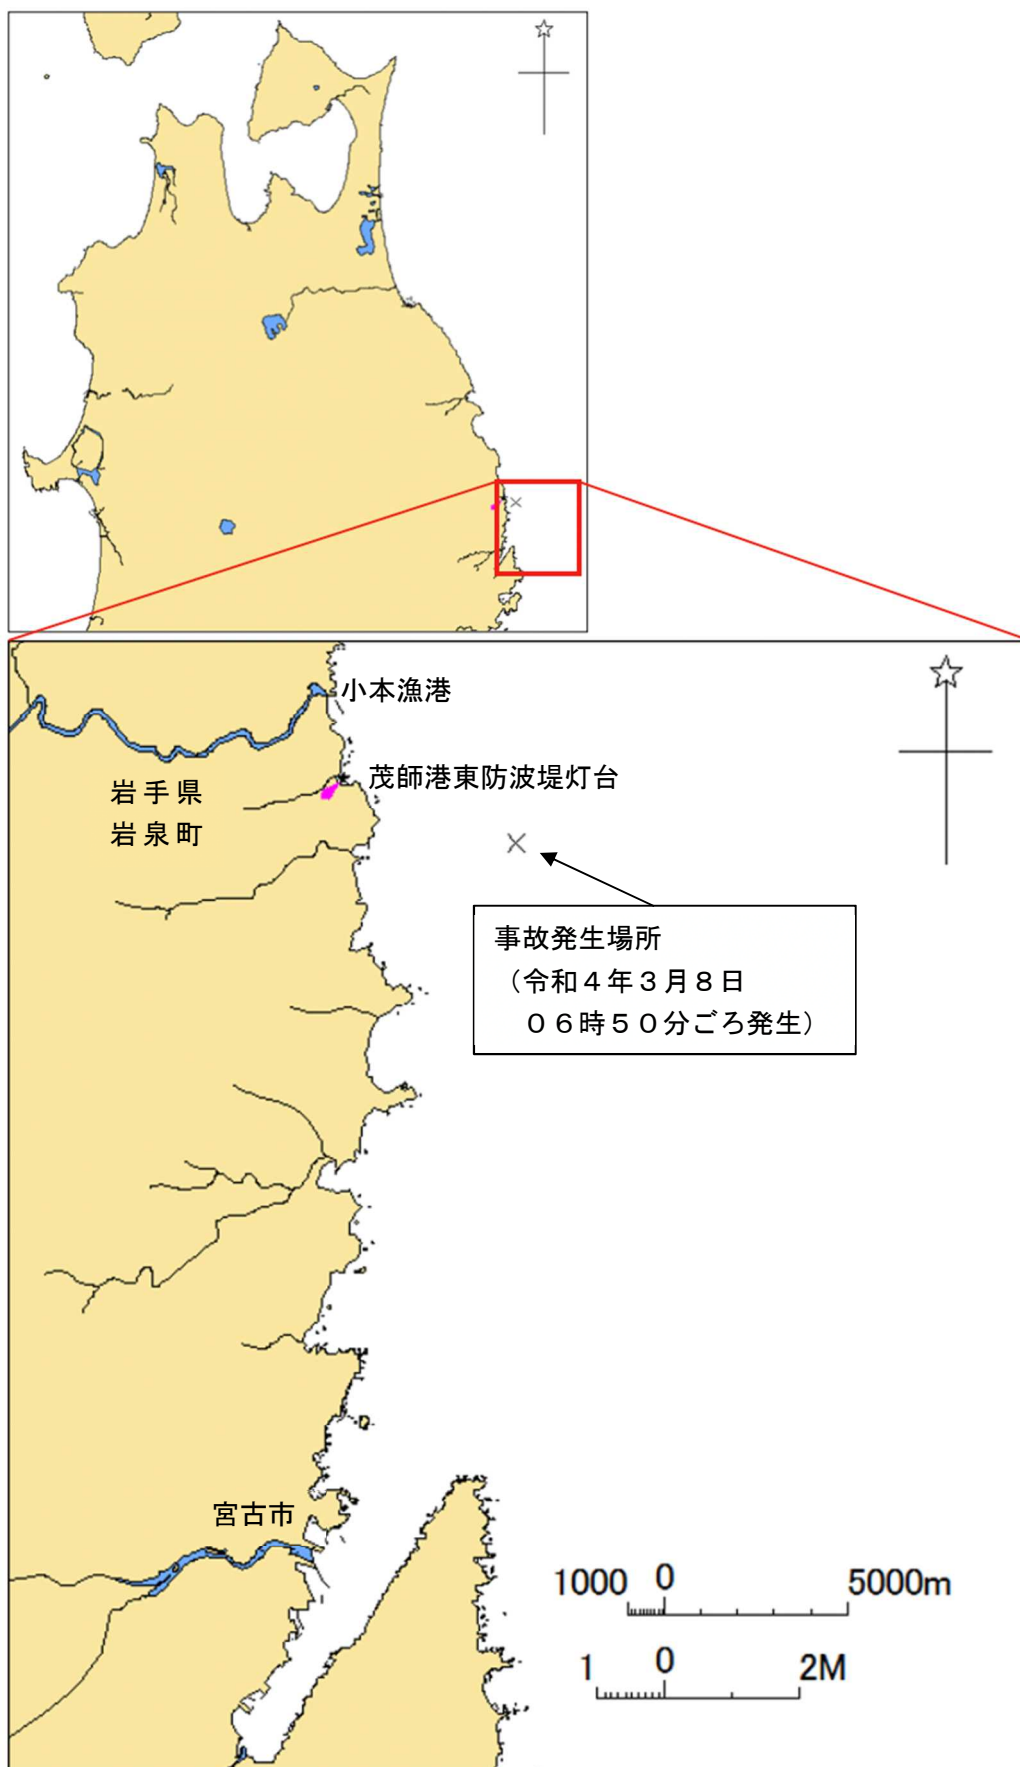 小本漁港
茂師港東防波堤灯台
岩手県
岩泉町
事故発生場所
（令和４年３月８日
０６時５０分ごろ発生）
宮古市
1000 0 5000m
1 0 2M